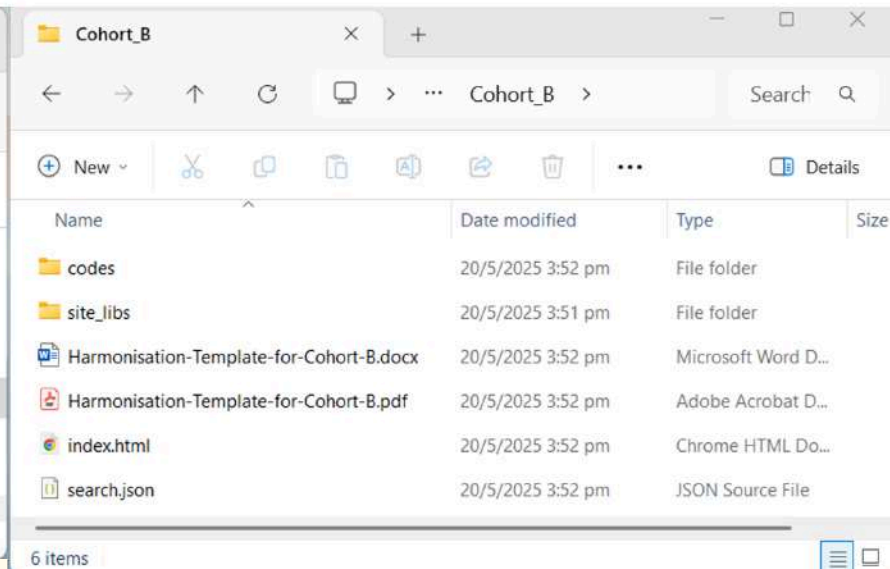 Cohort_B
Cohort_B
Search
New
Details
Name Date modified Type Size
codes 20/5/2025 3:52 pm File folder
site_libs 20/5/2025 3:51 pm File folder
Harmonisation-Template-for-Cohort-B.docx 20/5/2025 3:52 pm Microsoft Word D...
Harmonisation-Template-for-Cohort-B.pdf 20/5/2025 3:52 pm Adobe Acrobat D...
index.html 20/5/2025 3:52 pm Chrome HTML Do...
search.json 20/5/2025 3:52 pm JSON Source File
6 items